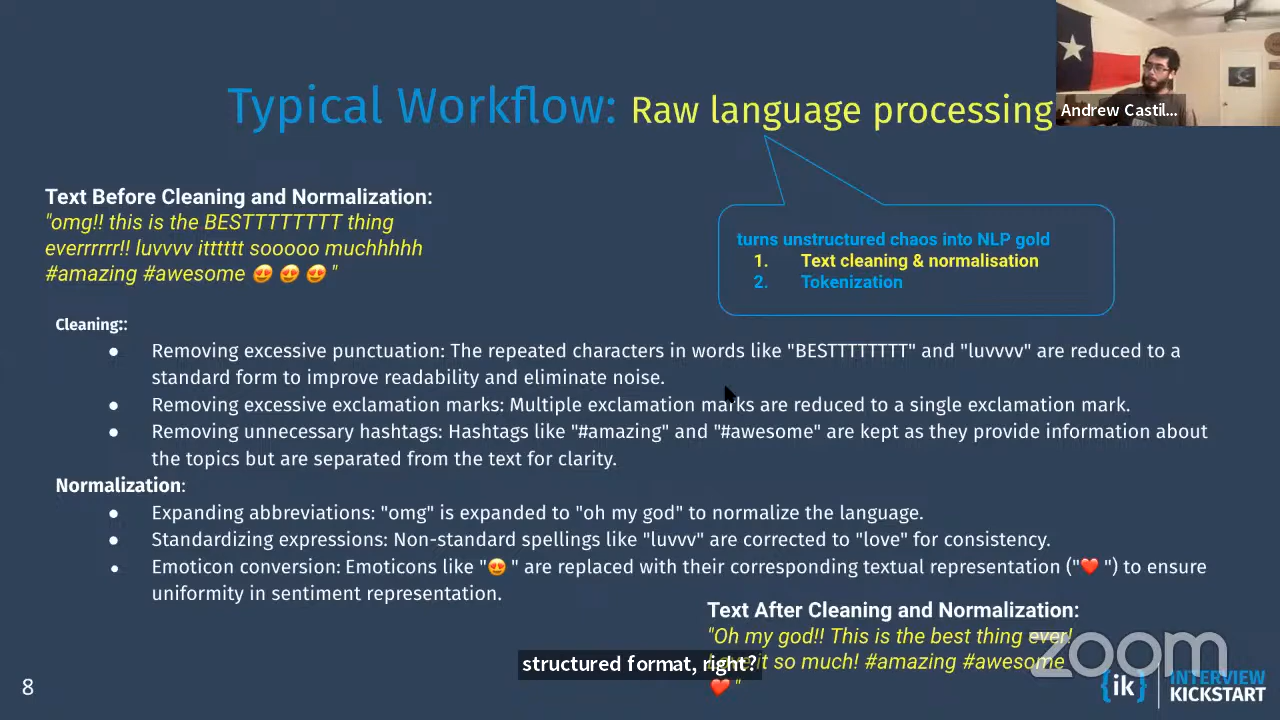 Typical Workflow: Raw language processing
Andrew Castil...
Text Before Cleaning and Normalization:
"omg!! this is the BESTTTTTTTT thing
everrrrrr!! luvvvv itttttt sooooo muchhhhh
#amazing #awesome 😍 😍 😍 "
turns unstructured chaos into NLP gold
1. Text cleaning & normalisation
2. Tokenization
Cleaning::
● Removing excessive punctuation: The repeated characters in words like "BESTTTTTTTT" and "luvvvv" are reduced to a
standard form to improve readability and eliminate noise.
● Removing excessive exclamation marks: Multiple exclamation marks are reduced to a single exclamation mark.
● Removing unnecessary hashtags: Hashtags like "#amazing" and "#awesome" are kept as they provide information about
the topics but are separated from the text for clarity.
Normalization:
● Expanding abbreviations: "omg" is expanded to "oh my god" to normalize the language.
● Standardizing expressions: Non-standard spellings like "luvvv" are corrected to "love" for consistency.
● Emoticon conversion: Emoticons like "😍 " are replaced with their corresponding textual representation ("❤️ ") to ensure
uniformity in sentiment representation.
Text After Cleaning and Normalization:
"Oh my god!! This is the best thing ever!
it so much! #amazing #awesome
❤️ "
structured format, right?
zoom
{ik} INTERVIEW
KICKSTART
8